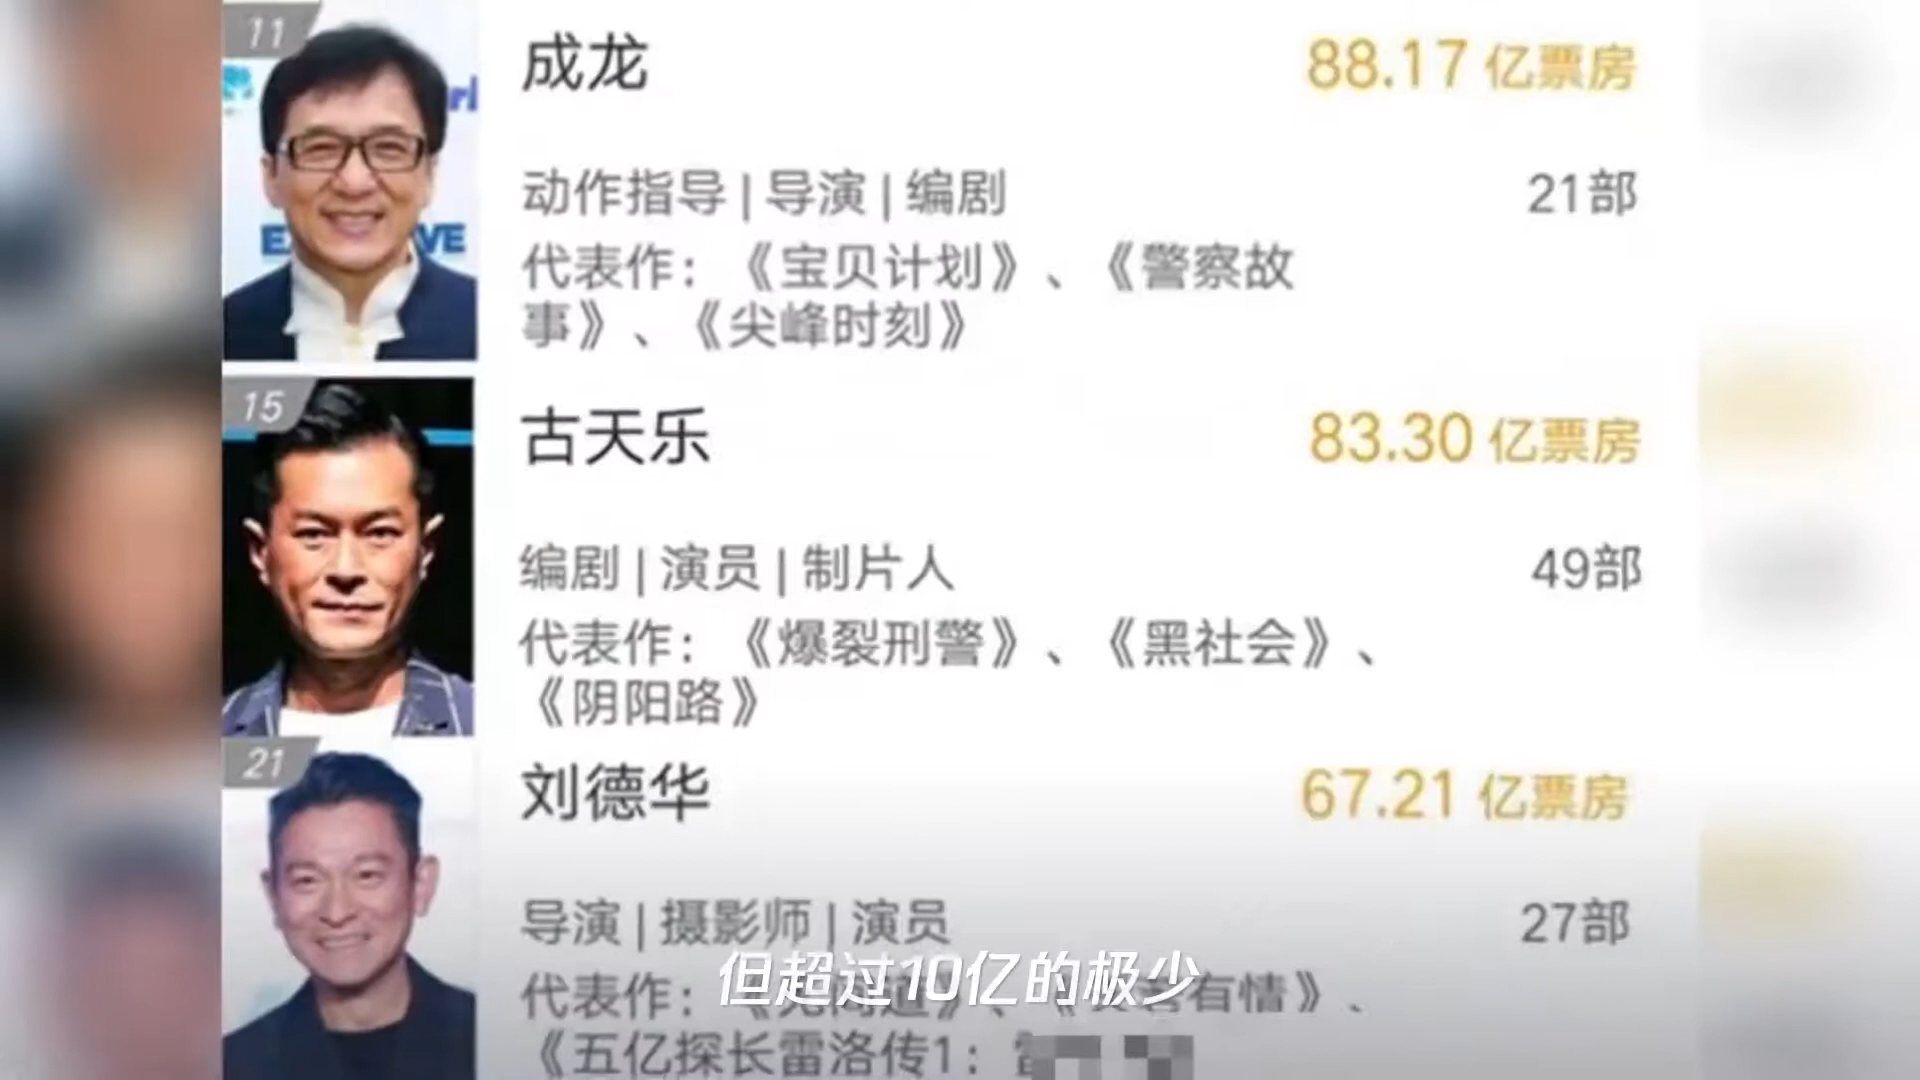 11
成龙
88.17 亿票房
动作指导 | 导演 | 编剧
21部
代表作：《宝贝计划》、《警察故
事》、《尖峰时刻》
15
古天乐
83.30 亿票房
编剧 | 演员 | 制片人
49部
代表作：《爆裂刑警》、《黑社会》、
《阴阳路》
21
刘德华
67.21 亿票房
导演 | 摄影师 | 演员
27部
但超过10亿的极少
代表作：
有情》、
《五亿探长雷洛传1：